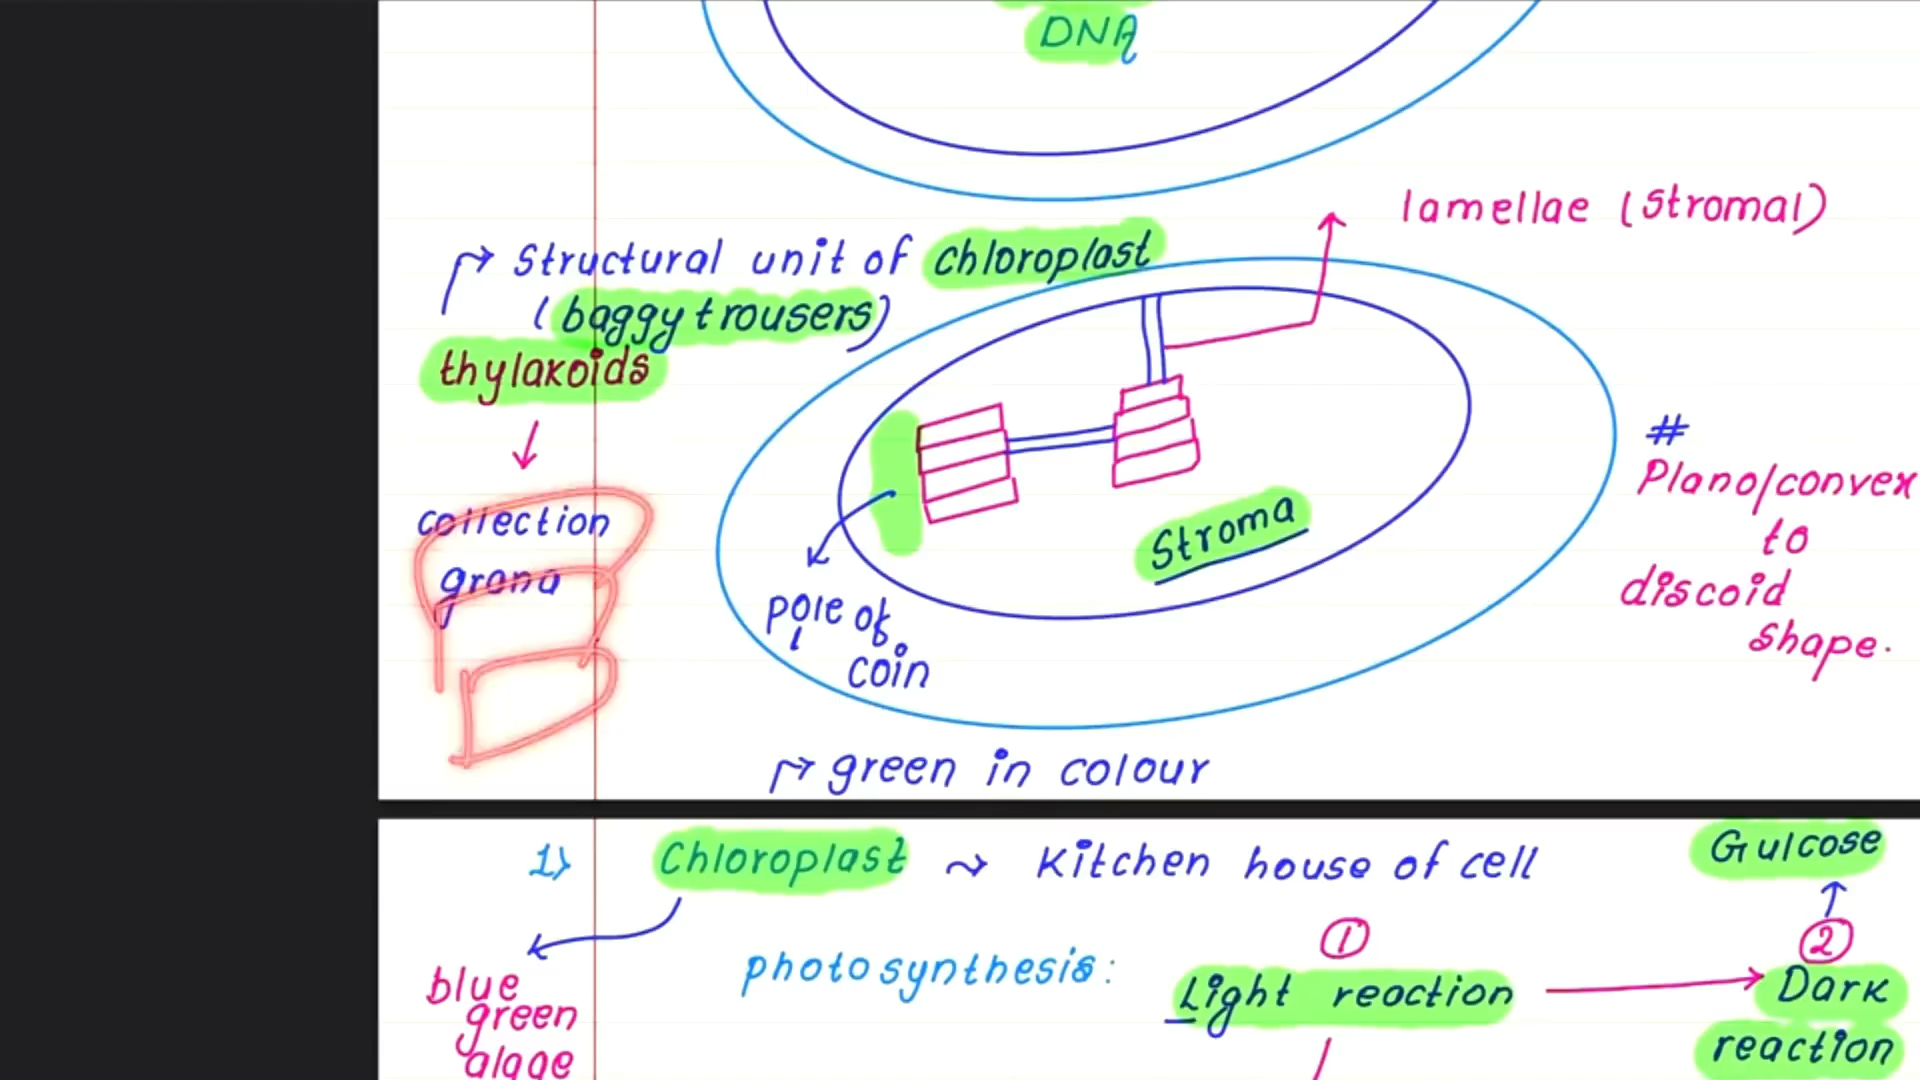 DNA
lamellae (stromal)
Structural unit of chloroplast
(baggy trousers)
thylakoids
collection
grana
Stroma
pole of
coin
#
Plano/convex
to
discoid
shape.
green in colour
1) Chloroplast ~> Kitchen house of cell
Gulcose
photosynthesis:
1
2
Light reaction
Dark
reaction
blue
green
algae